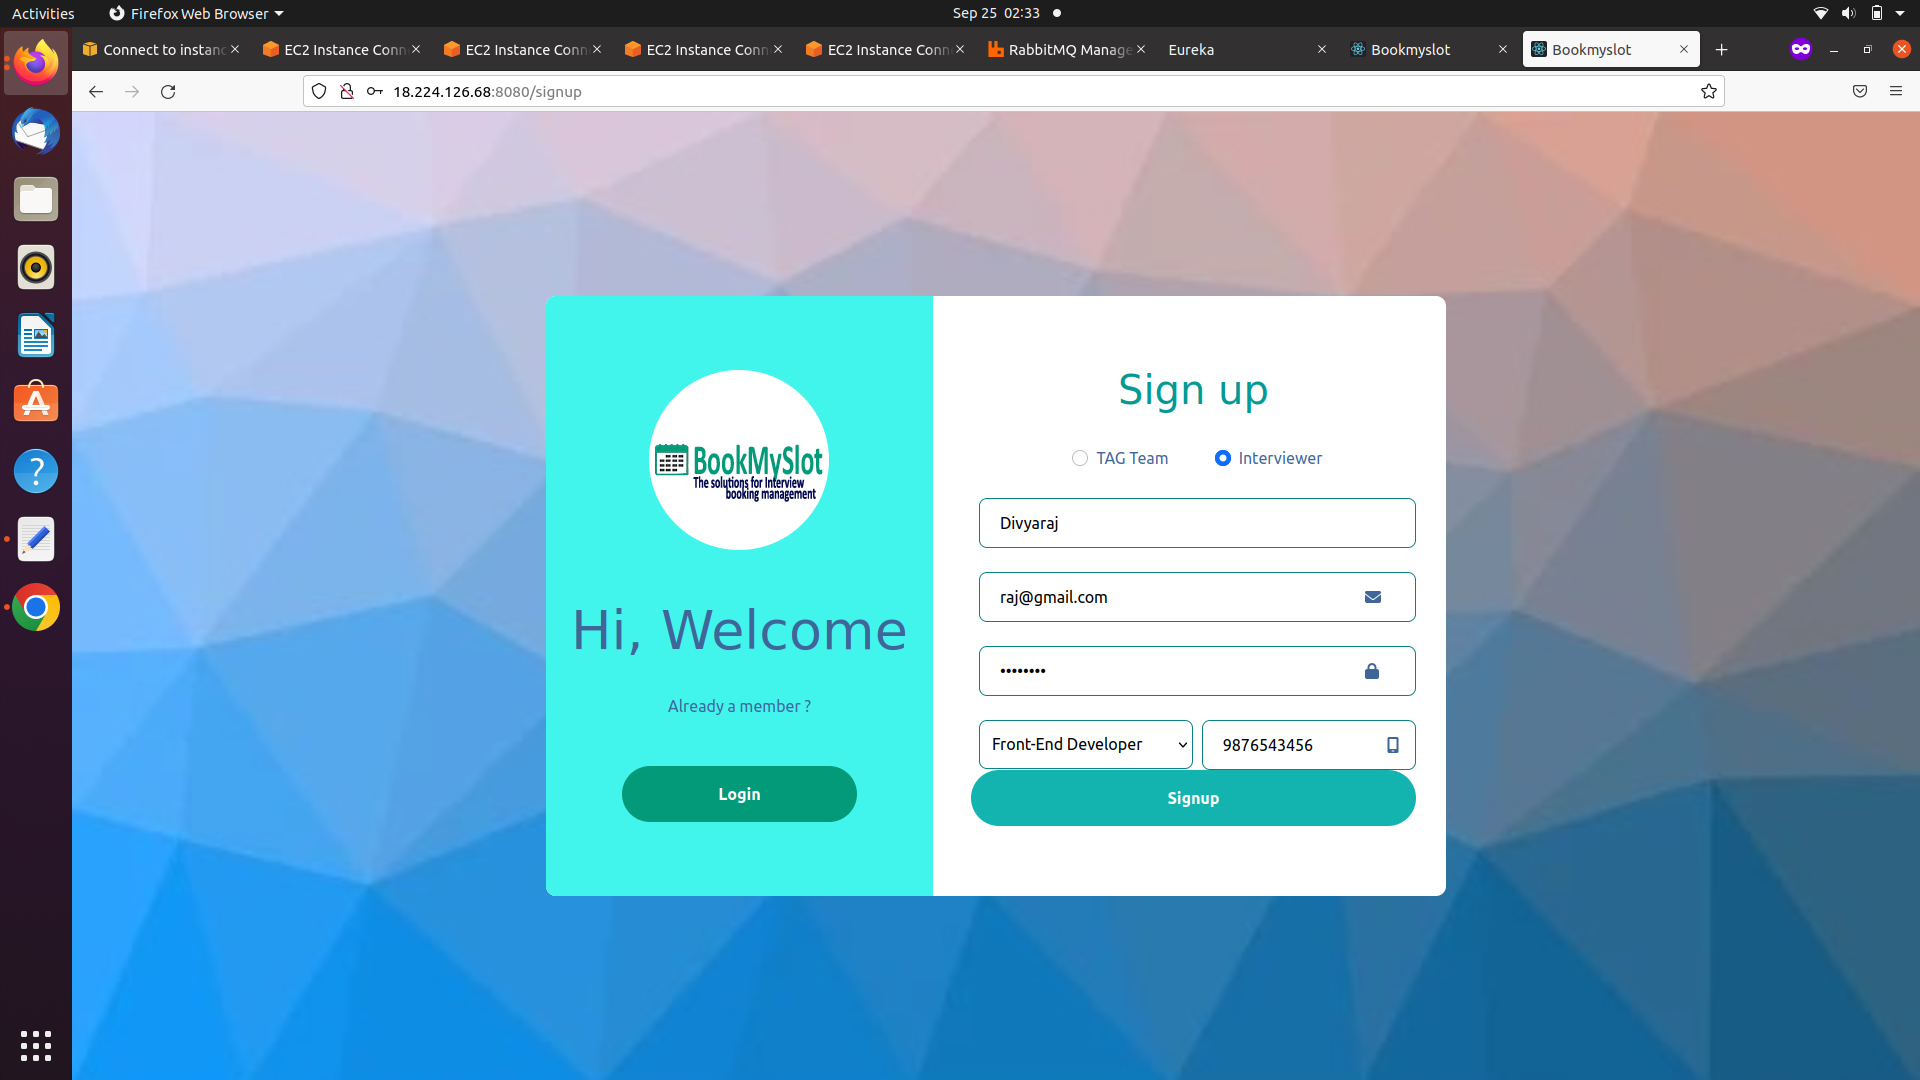 Activities
Firefox Web Browser
Sep 25 02:33
Connect to instanc
EC2 Instance Conn
EC2 Instance Conn
EC2 Instance Conn
EC2 Instance Conn
RabbitMQ Manage
Eureka
Bookmyslot
Bookmyslot
18.224.126.68:8080/signup
BookMySlot
The solutions for Interview
booking management
Hi, Welcome
Already a member ?
Login
Sign up
TAG Team
Interviewer
Divyaraj
raj@gmail.com
••••••••
Front-End Developer
9876543456
Signup